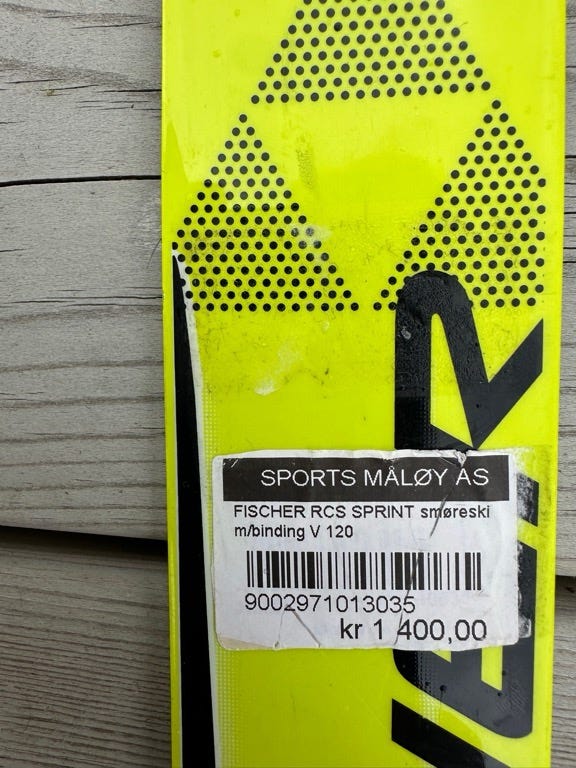 SPORTS MÅLØY AS
FISCHER RCS SPRINT smøreski
m/binding V 120
9002971013035
kr 1 400,00